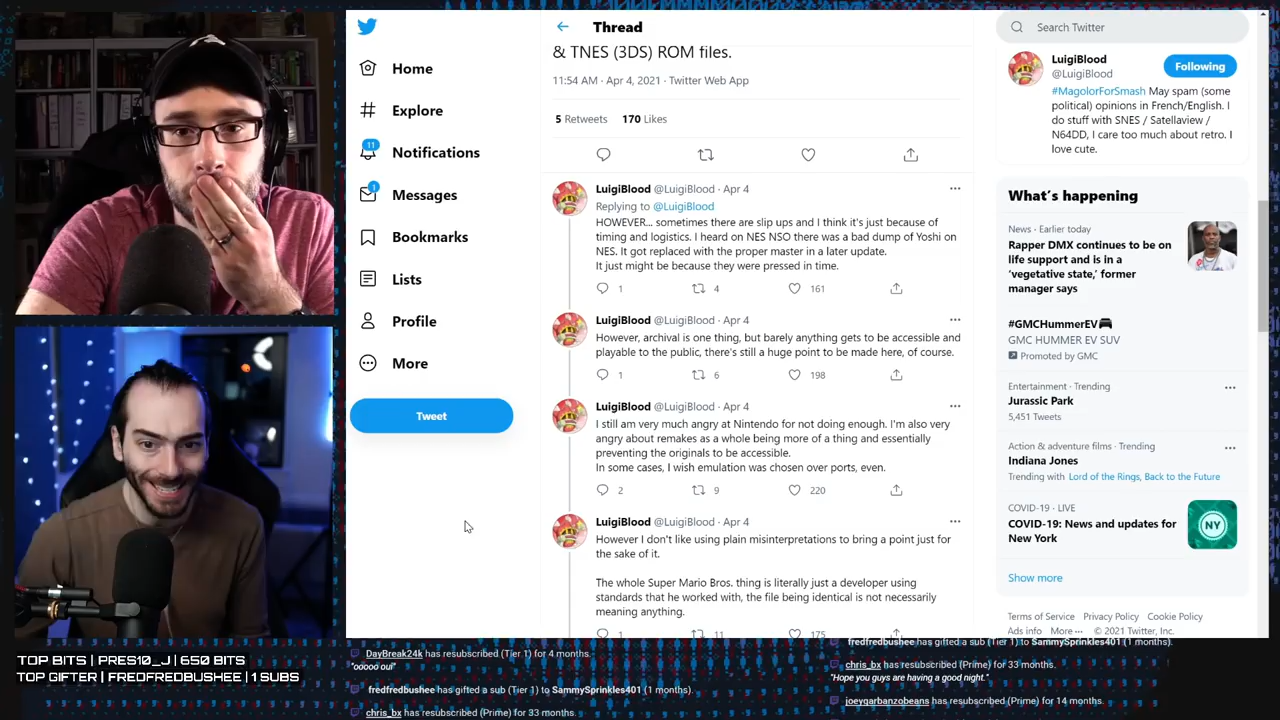 Home
Explore
11
Notifications
1
Messages
Bookmarks
Lists
Profile
More
Tweet
Thread
& TNES (3DS) ROM files.
11:54 AM · Apr 4, 2021 · Twitter Web App
5 Retweets 170 Likes
LuigiBlood @LuigiBlood · Apr 4
Replying to @LuigiBlood
HOWEVER... sometimes there are slip ups and I think it's just because of
timing and logistics. I heard on NES NSO there was a bad dump of Yoshi on
NES. It got replaced with the proper master in a later update.
It just might be because they were pressed in time.
1 4 161
LuigiBlood @LuigiBlood · Apr 4
However, archival is one thing, but barely anything gets to be accessible and
playable to the public, there's still a huge point to be made here, of course.
1 6 198
LuigiBlood @LuigiBlood · Apr 4
I still am very much angry at Nintendo for not doing enough. I'm also very
angry about remakes as a whole being more of a thing and essentially
preventing the originals to be accessible.
In some cases, I wish emulation was chosen over ports, even.
2 9 220
LuigiBlood @LuigiBlood · Apr 4
However I don't like using plain misinterpretations to bring a point just for
the sake of it.
The whole Super Mario Bros. thing is literally just a developer using
standards that he worked with, the file being identical is not necessarily
meaning anything.
1 11 175
Search Twitter
LuigiBlood
@LuigiBlood
Following
#MagolorForSmash May spam (some
political) opinions in French/English. I
do stuff with SNES / Satellaview /
N64DD, I care too much about retro. I
love cute.
What's happening
News · Earlier today
Rapper DMX continues to be on
life support and is in a
'vegetative state,' former
manager says
#GMCHummerEV
GMC HUMMER EV SUV
Promoted by GMC
Entertainment · Trending
Jurassic Park
5,451 Tweets
Action & adventure films · Trending
Indiana Jones
Trending with Lord of the Rings, Back to the Future
COVID-19 · LIVE
COVID-19: News and updates for
New York
NY
Show more
Terms of Service Privacy Policy Cookie Policy
Ads info More ··· © 2021 Twitter, Inc.
TOP BITS | PRES10_J | 650 BITS
TOP GIFTER | FREDFREDBUSHEE | 1 SUBS
DayBreak24k has resubscribed (Tier 1) for 4 months.
"ooooo oui"
fredfredbushee has gifted a sub (Tier 1) to SammySprinkles401 (1 months).
chris_bx has resubscribed (Prime) for 33 months.
fredfredbushee has gifted a sub (Tier 1) to SammySprinkles401 (1 months).
chris_bx has resubscribed (Prime) for 33 months.
"Hope you guys are having a good night."
joeygarbanzobeans has resubscribed (Prime) for 14 months.